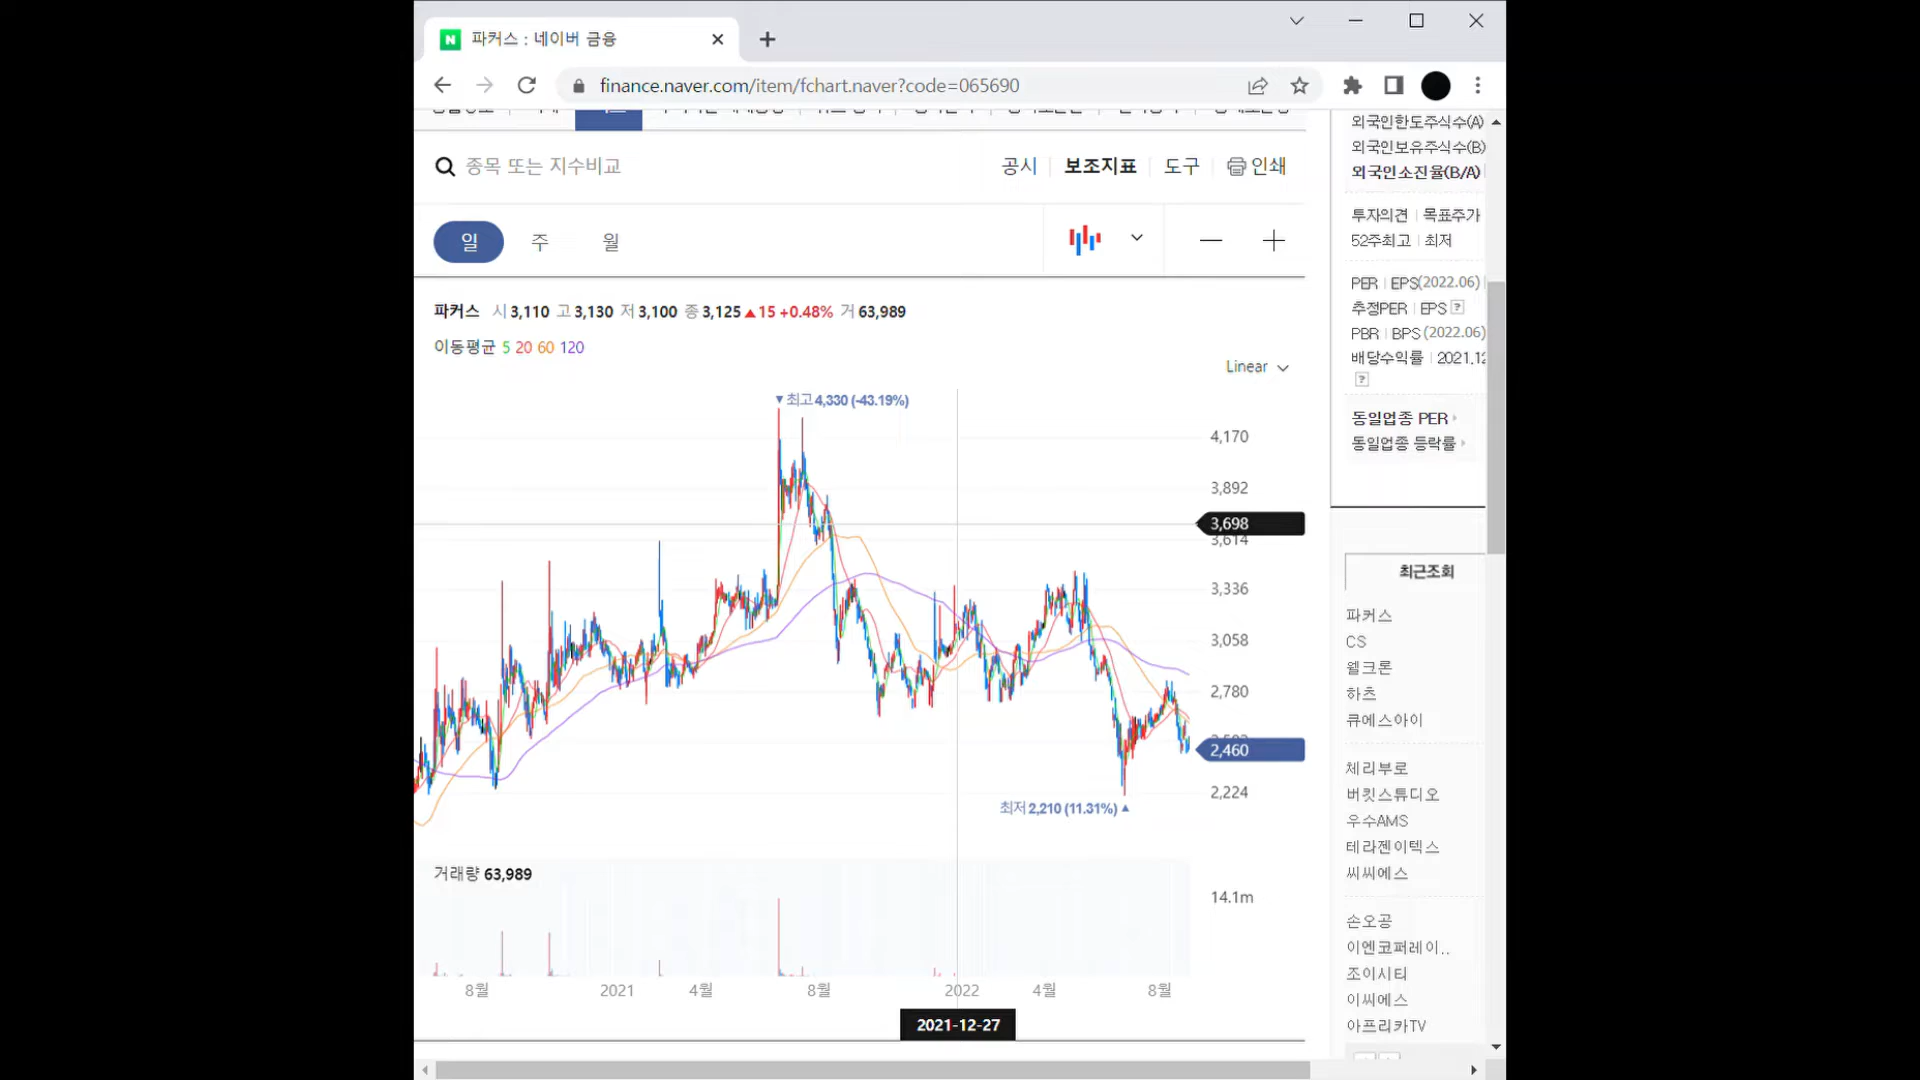 파커스 : 네이버 금융
finance.naver.com/item/fchart.naver?code=065690
종목 또는 지수비교
공시 보조지표 도구 인쇄
일 주 월
파커스 시 3,110 고 3,130 저 3,100 종 3,125 ▲15 +0.48% 거 63,989
이동평균 5 20 60 120
Linear
▼최고 4,330 (-43.19%)
4,170
3,892
3,698
3,614
3,336
3,058
2,780
2,460
2,224
최저 2,210 (11.31%) ▲
거래량 63,989
14.1m
8월 2021 4월 8월 2022 4월 8월
2021-12-27
외국인한도주식수(A)
외국인보유주식수(B)
외국인소진율(B/A)
투자의견 | 목표주가
52주최고 | 최저
PER | EPS(2022.06)
추정PER | EPS ?
PBR | BPS (2022.06)
배당수익률 | 2021.12
?
동일업종 PER
동일업종 등락률
최근조회
파커스
CS
웰크론
하츠
큐에스아이
체리부로
버킷스튜디오
우수AMS
테라젠이텍스
씨씨에스
손오공
이엔코퍼레이..
조이시티
이씨에스
아프리카TV